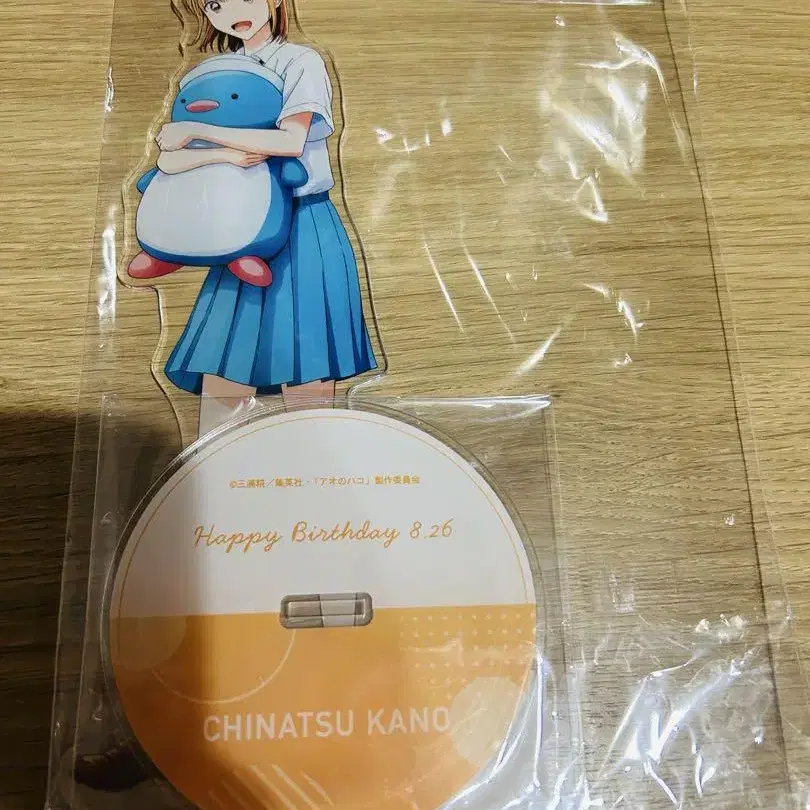 ©三浦糀／集英社・「アオのハコ」製作委員会
Happy Birthday 8.26
CHINATSU KANO